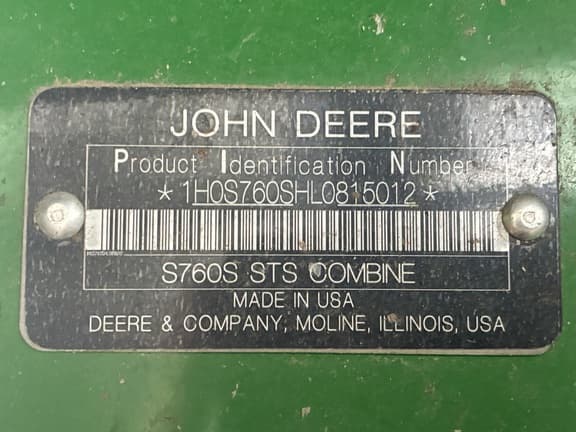 JOHN DEERE
Product Identification Number
*1H0S760SHL0815012*
S760S STS COMBINE
MADE IN USA
DEERE & COMPANY, MOLINE, ILLINOIS, USA